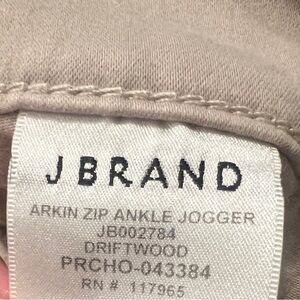 JBRAND
ARKIN ZIP ANKLE JOGGER
JB002784
DRIFTWOOD
PRCHO-043384
RN # 117965